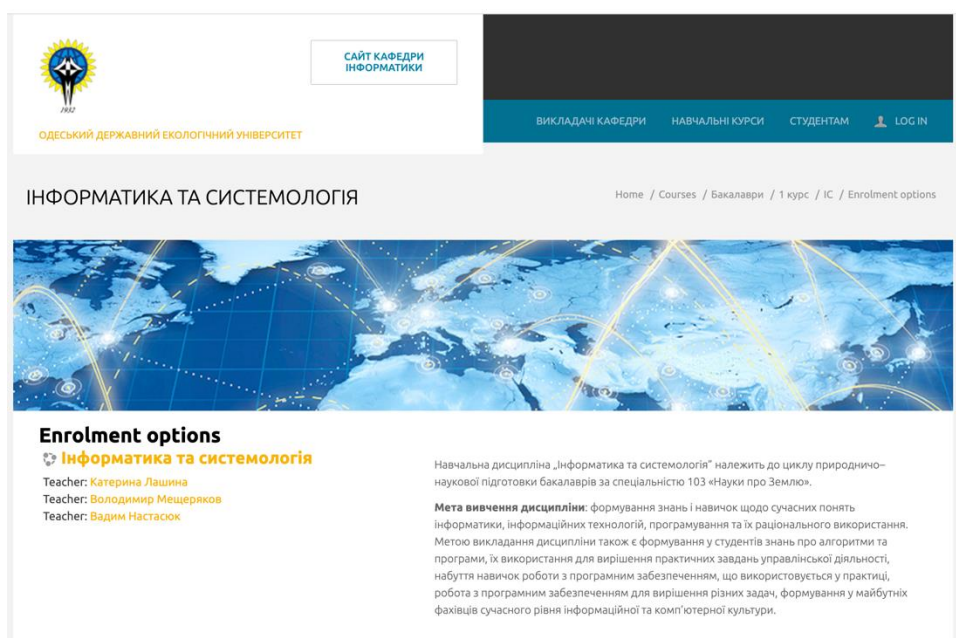 САЙТ КАФЕДРИ
ІНФОРМАТИКИ
1932
ОДЕСЬКИЙ ДЕРЖАВНИЙ ЕКОЛОГІЧНИЙ УНІВЕРСИТЕТ
ВИКЛАДАЧІ КАФЕДРИ НАВЧАЛЬНІ КУРСИ СТУДЕНТАМ LOG IN
ІНФОРМАТИКА ТА СИСТЕМОЛОГІЯ
Home / Courses / Бакалаври / 1 курс / ІС / Enrolment options
Enrolment options
Інформатика та системологія
Teacher: Катерина Лашина
Teacher: Володимир Мещеряков
Teacher: Вадим Настасюк
Навчальна дисципліна „Інформатика та системологія” належить до циклу природничо–
наукової підготовки бакалаврів за спеціальністю 103 «Науки про Землю».
Мета вивчення дисципліни: формування знань і навичок щодо сучасних понять
інформатики, інформаційних технологій, програмування та їх раціонального використання.
Метою викладання дисципліни також є формування у студентів знань про алгоритми та
програми, їх використання для вирішення практичних завдань управлінської діяльності,
набуття навичок роботи з програмним забезпеченням, що використовується у практиці,
робота з програмним забезпеченням для вирішення різних задач, формування у майбутніх
фахівців сучасного рівня інформаційної та комп’ютерної культури.